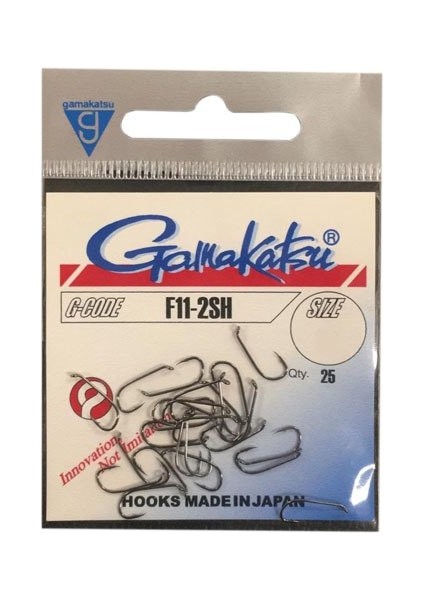 gamakatsu
g
Gamakatsu®
G-CODE F11-2SH SIZE
Qty. 25
Innovation
Not Imitation!
HOOKS MADE IN JAPAN